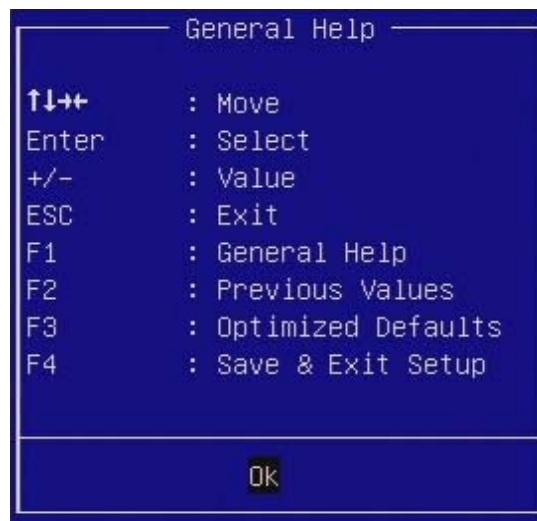 General Help
↑↓→← : Move
Enter : Select
+/- : Value
ESC : Exit
F1 : General Help
F2 : Previous Values
F3 : Optimized Defaults
F4 : Save & Exit Setup
Ok